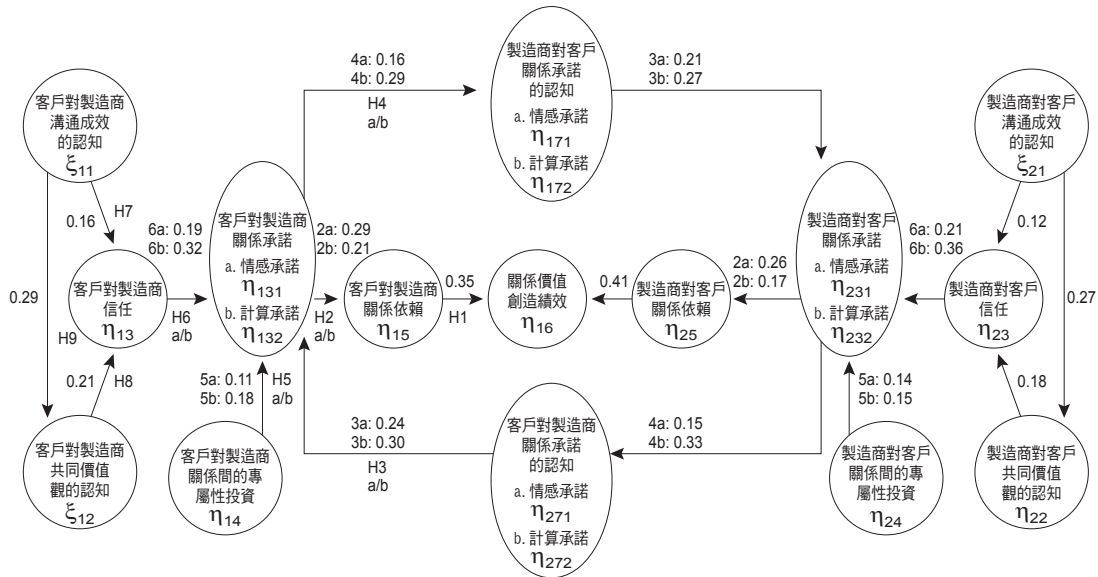 4a: 0.16
4b: 0.29
H4
a/b
製造商對客戶
關係承諾
的認知
a. 情感承諾
η171
b. 計算承諾
η172
3a: 0.21
3b: 0.27
客戶對製造商
溝通成效
的認知
ξ11
製造商對客戶
溝通成效
的認知
ξ21
0.16
H7
0.29
H9
客戶對製造商
信任
η13
6a: 0.19
6b: 0.32
H6
a/b
客戶對製造商
關係承諾
a. 情感承諾
η131
b. 計算承諾
η132
2a: 0.29
2b: 0.21
H2
a/b
客戶對製造商
關係依賴
η15
0.35
H1
關係價值
創造績效
η16
0.41
製造商對客戶
關係依賴
η25
2a: 0.26
2b: 0.17
製造商對客戶
關係承諾
a. 情感承諾
η231
b. 計算承諾
η232
6a: 0.21
6b: 0.36
製造商對客戶
信任
η23
0.12
0.27
0.18
0.21
H8
客戶對製造商
共同價值
觀的認知
ξ12
5a: 0.11
5b: 0.18
H5
a/b
客戶對製造商
關係間的專
屬性投資
η14
3a: 0.24
3b: 0.30
H3
a/b
客戶對製造商
關係承諾
的認知
a. 情感承諾
η271
b. 計算承諾
η272
4a: 0.15
4b: 0.33
5a: 0.14
5b: 0.15
製造商對客戶
關係間的專
屬性投資
η24
製造商對客戶
共同價值
觀的認知
η22